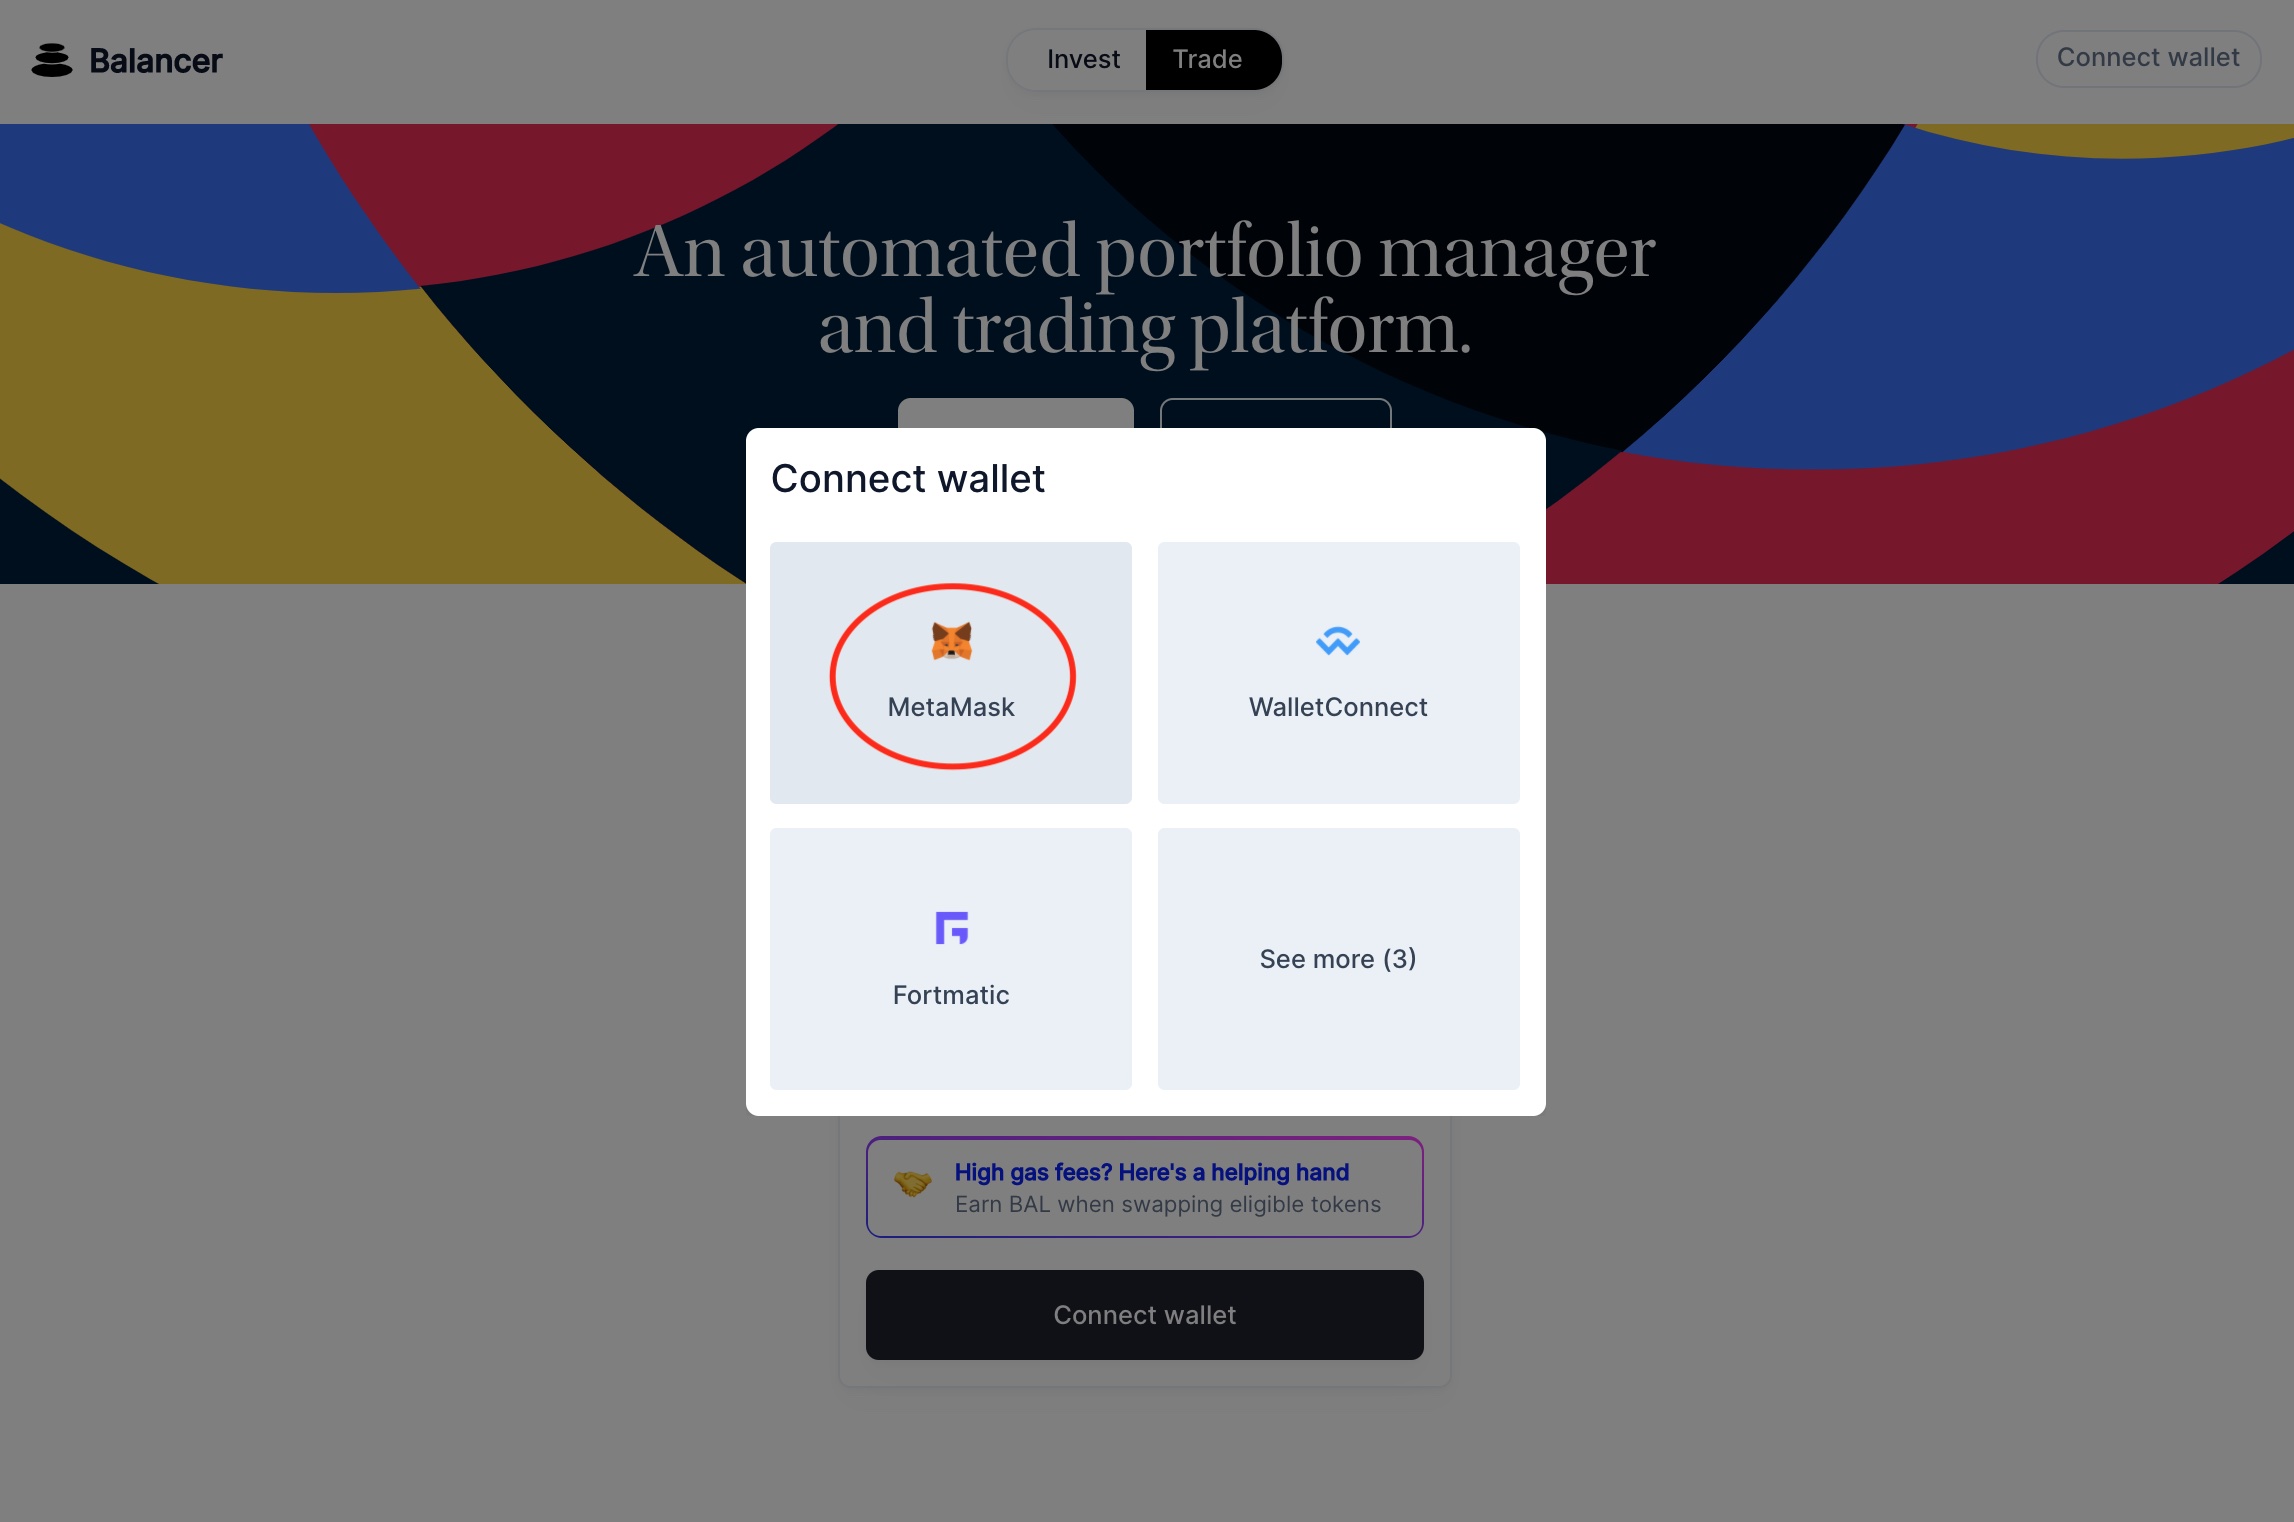 Balancer
Invest
Trade
Connect wallet
An automated portfolio manager
and trading platform.
Connect wallet
MetaMask
WalletConnect
Fortmatic
See more (3)
High gas fees? Here's a helping hand
Earn BAL when swapping eligible tokens
Connect wallet